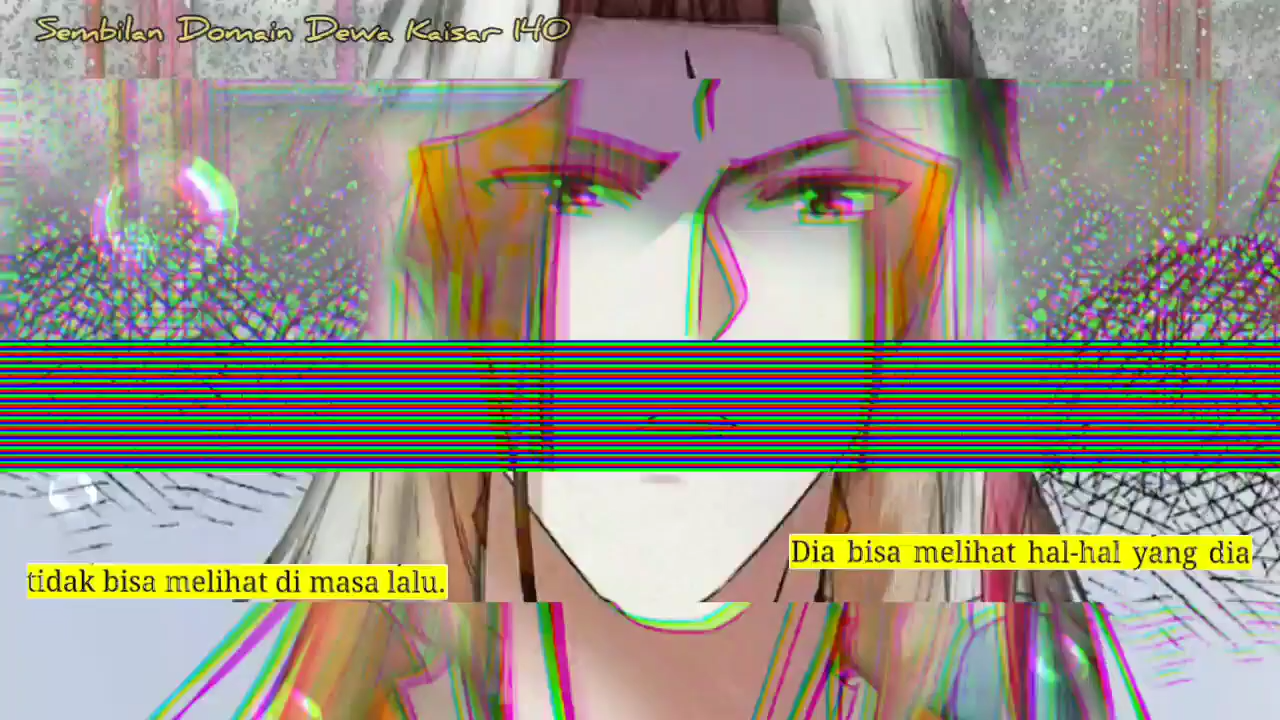 Sembilan Domain Dewa Kaisar 140
Dia bisa melihat hal-hal yang dia
tidak bisa melihat di masa lalu.